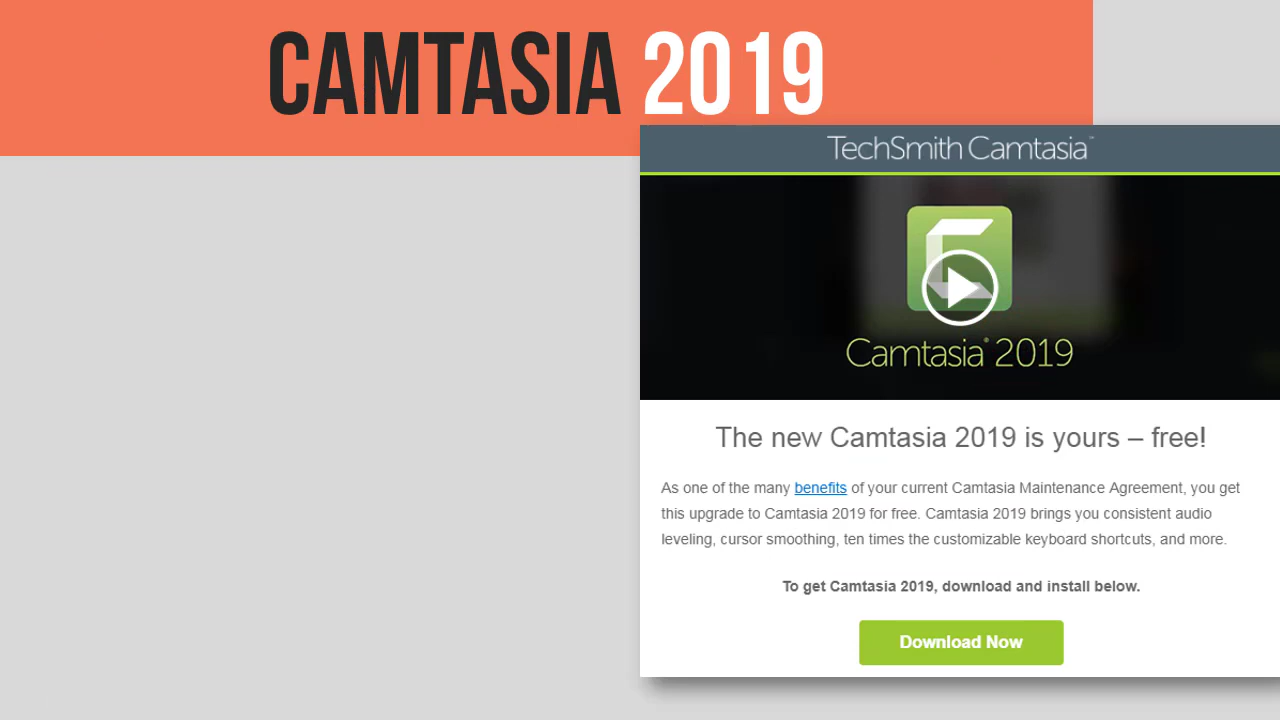 CAMTASIA 2019
TechSmith Camtasia™
Camtasia® 2019
The new Camtasia 2019 is yours – free!
As one of the many benefits of your current Camtasia Maintenance Agreement, you get
this upgrade to Camtasia 2019 for free. Camtasia 2019 brings you consistent audio
leveling, cursor smoothing, ten times the customizable keyboard shortcuts, and more.
To get Camtasia 2019, download and install below.
Download Now